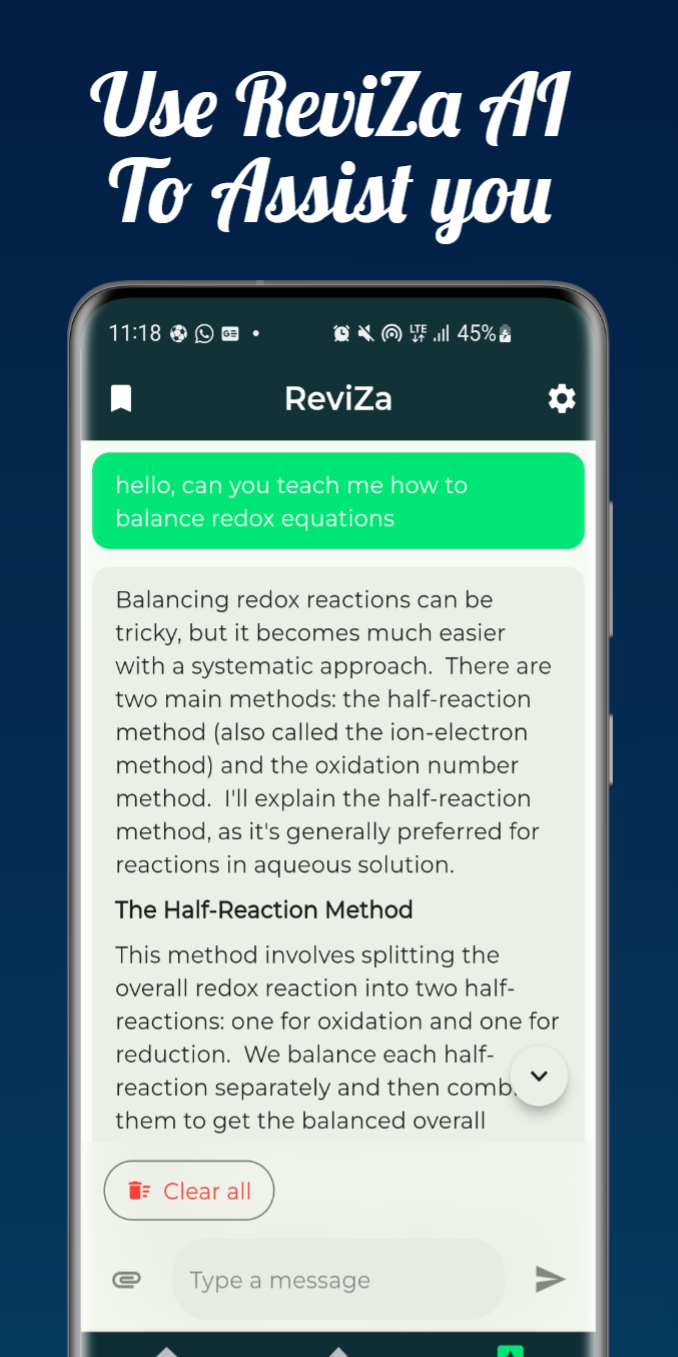 Use ReviZa AI
To Assist you
11:18 GE • LTE 45%
ReviZa
hello, can you teach me how to
balance redox equations
Balancing redox reactions can be
tricky, but it becomes much easier
with a systematic approach.  There are
two main methods: the half-reaction
method (also called the ion-electron
method) and the oxidation number
method.  I'll explain the half-reaction
method, as it's generally preferred for
reactions in aqueous solution.
The Half-Reaction Method
This method involves splitting the
overall redox reaction into two half-
reactions: one for oxidation and one for
reduction.  We balance each half-
reaction separately and then comb
them to get the balanced overall
Clear all
Type a message